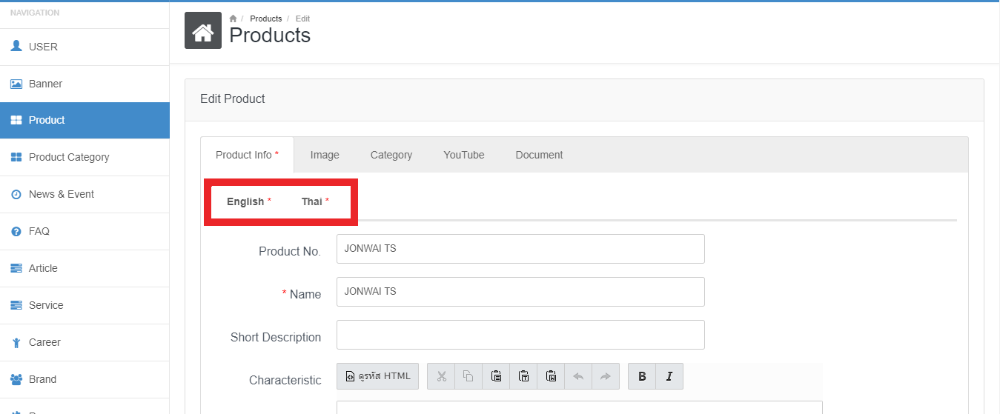 NAVIGATION
USER
Banner
Product
Product Category
News & Event
FAQ
Article
Service
Career
Brand
/ Products / Edit
Products
Edit Product
Product Info * Image Category YouTube Document
English * Thai *
Product No. JONWAI TS
* Name JONWAI TS
Short Description
Characteristic ดูรหัส HTML B I